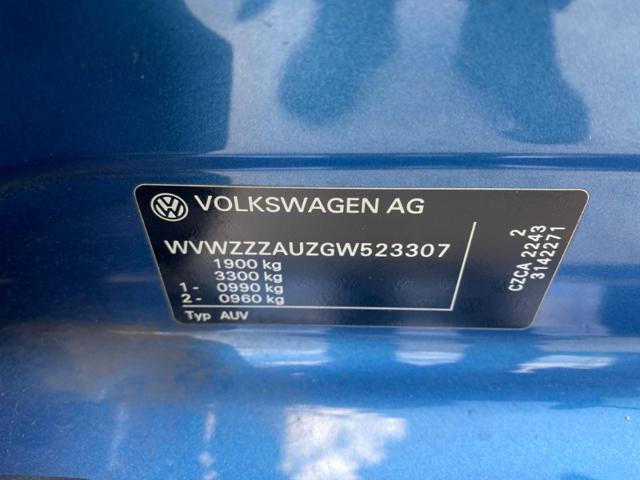 VOLKSWAGEN AG
WVWZZZAUZGW523307
1900 kg
3300 kg
1 - 0990 kg
2 - 0960 kg
Typ AUV
2
CZCA 2243
3142271